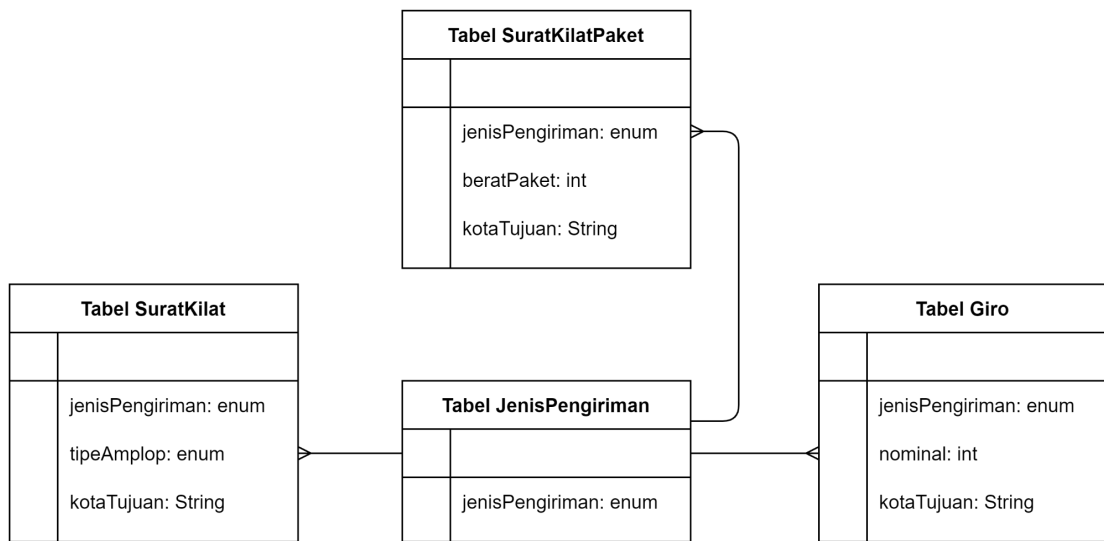 Tabel SuratKilatPaket
jenisPengiriman: enum
beratPaket: int
kotaTujuan: String
Tabel SuratKilat
jenisPengiriman: enum
tipeAmplop: enum
kotaTujuan: String
Tabel JenisPengiriman
jenisPengiriman: enum
Tabel Giro
jenisPengiriman: enum
nominal: int
kotaTujuan: String